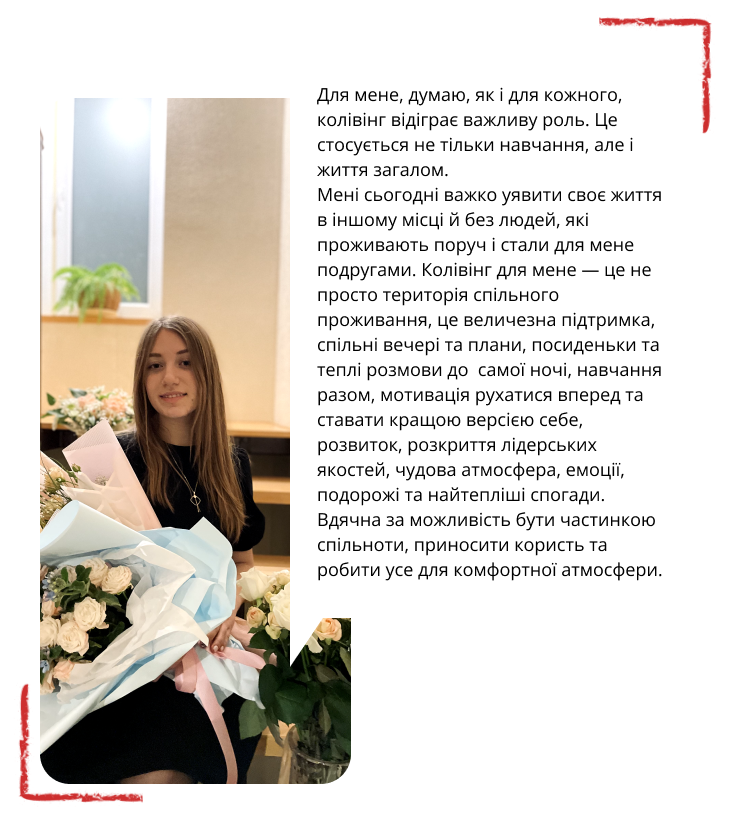 Для мене, думаю, як і для кожного,
колівінг відіграє важливу роль. Це
стосується не тільки навчання, але і
життя загалом.
Мені сьогодні важко уявити своє життя
в іншому місці й без людей, які
проживають поруч і стали для мене
подругами. Колівінг для мене — це не
просто територія спільного
проживання, це величезна підтримка,
спільні вечері та плани, посиденьки та
теплі розмови до  самої ночі, навчання
разом, мотивація рухатися вперед та
ставати кращою версією себе,
розвиток, розкриття лідерських
якостей, чудова атмосфера, емоції,
подорожі та найтепліші спогади.
Вдячна за можливість бути частинкою
спільноти, приносити користь та
робити усе для комфортної атмосфери.